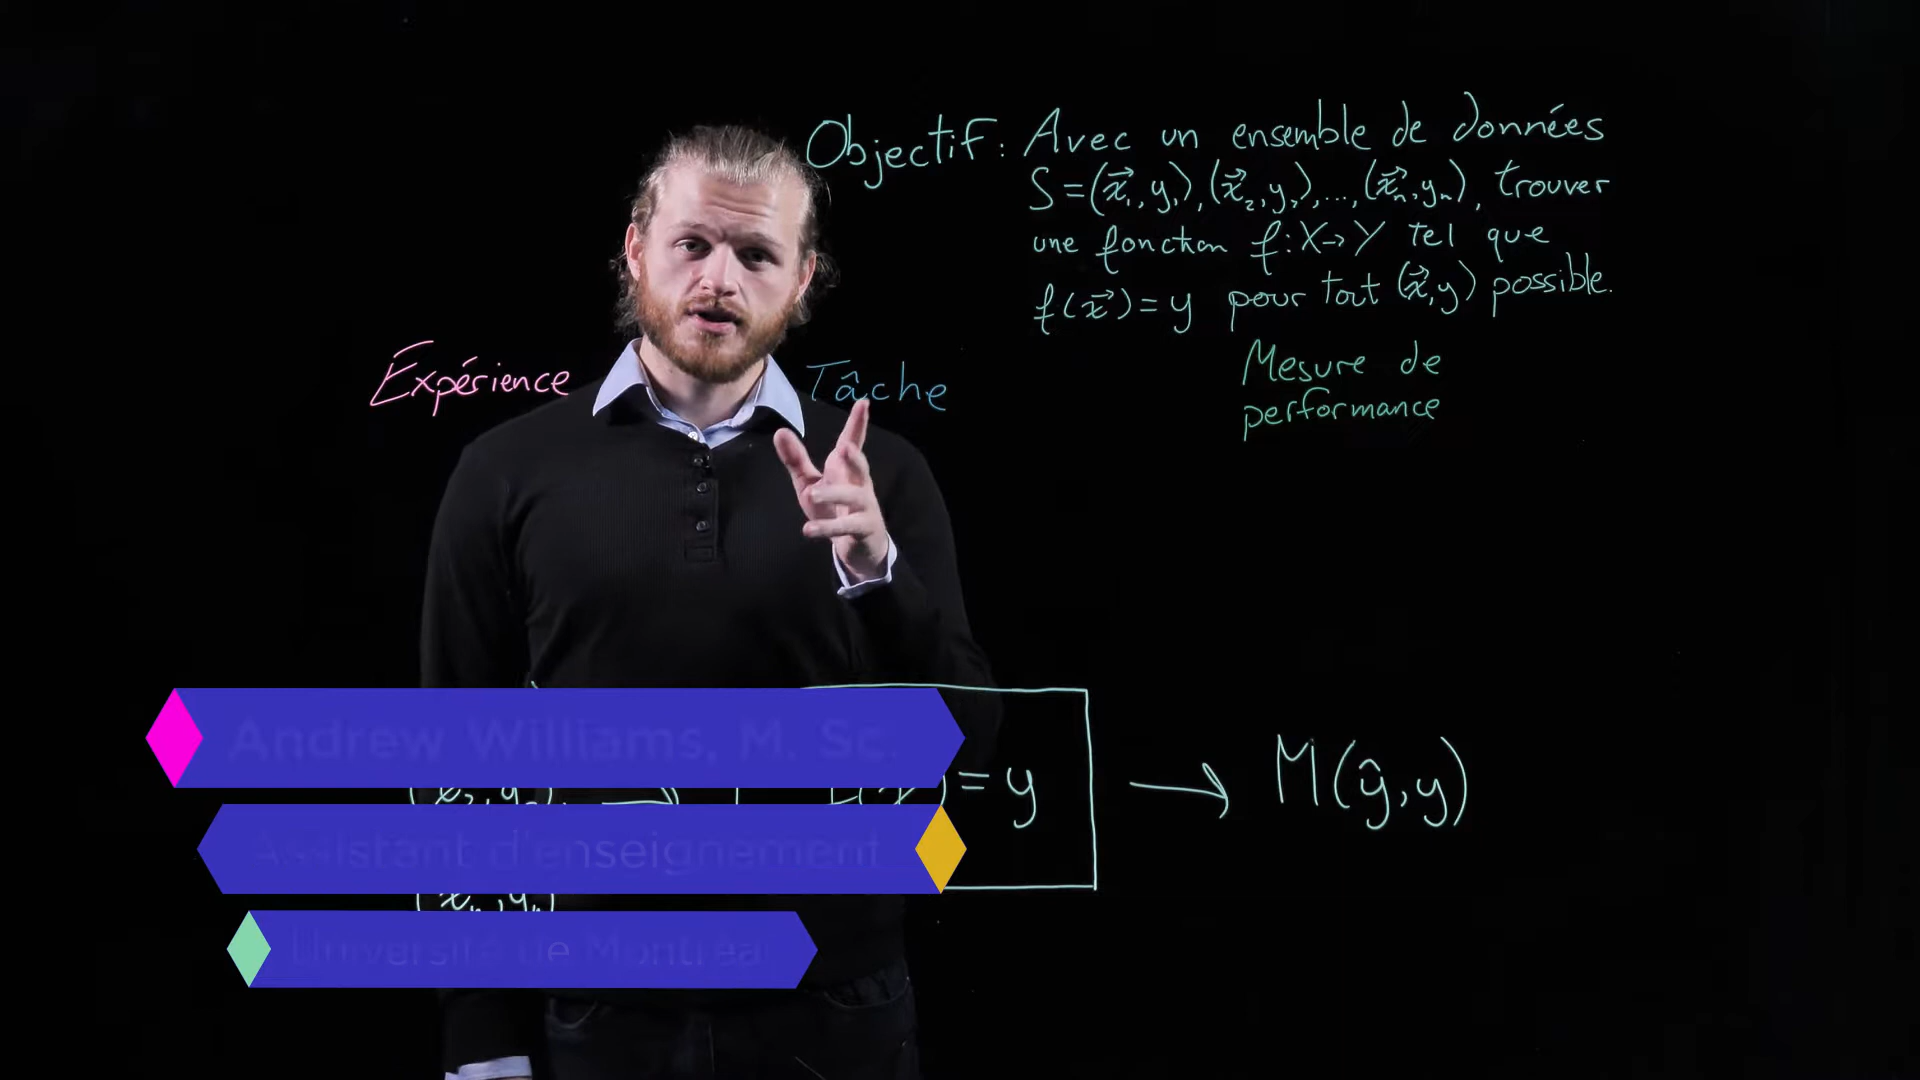 Objectif: Avec un ensemble de données
S=(x⃗₁,y₁),(x⃗₂,y₂),...,(x⃗ₙ,yₙ), trouver
une fonction f:X→Y tel que
f(x⃗)=y pour tout (x⃗,y) possible.
Expérience
Tâche
Mesure de
performance
Andrew Williams, M. Sc.
=y → M(ŷ,y)
Assistant d'enseignement
Université de Montréal